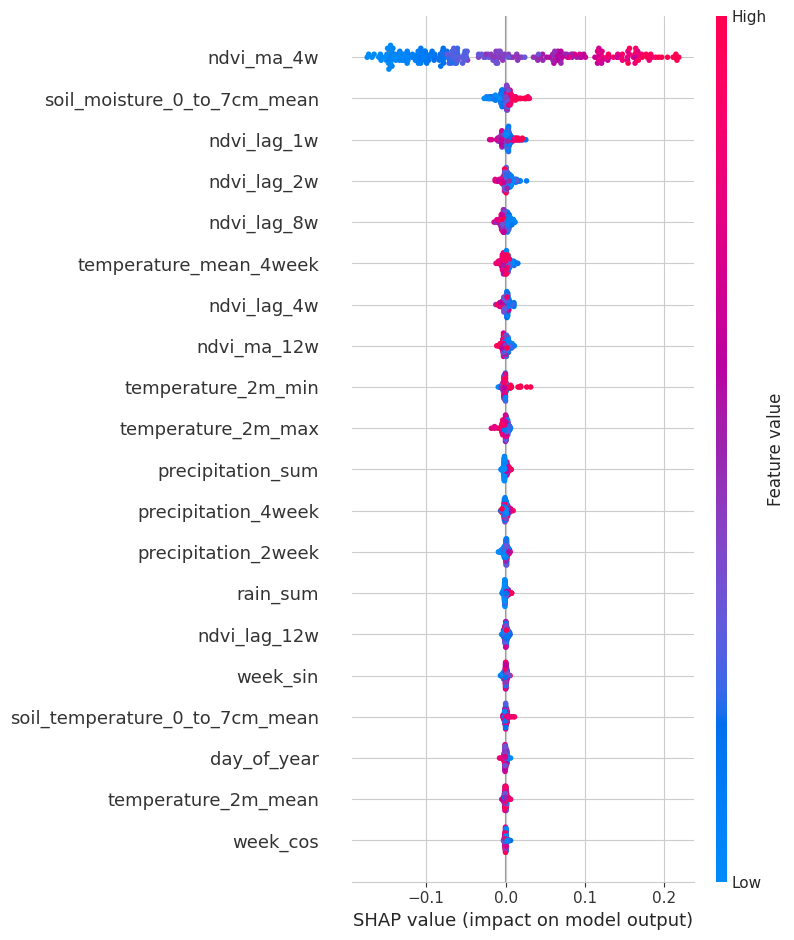 High
ndvi_ma_4w
soil_moisture_0_to_7cm_mean
ndvi_lag_1w
ndvi_lag_2w
ndvi_lag_8w
temperature_mean_4week
ndvi_lag_4w
ndvi_ma_12w
temperature_2m_min
temperature_2m_max
precipitation_sum
precipitation_4week
precipitation_2week
rain_sum
ndvi_lag_12w
week_sin
soil_temperature_0_to_7cm_mean
day_of_year
temperature_2m_mean
week_cos
Feature value
Low
−0.1 0.0 0.1 0.2
SHAP value (impact on model output)